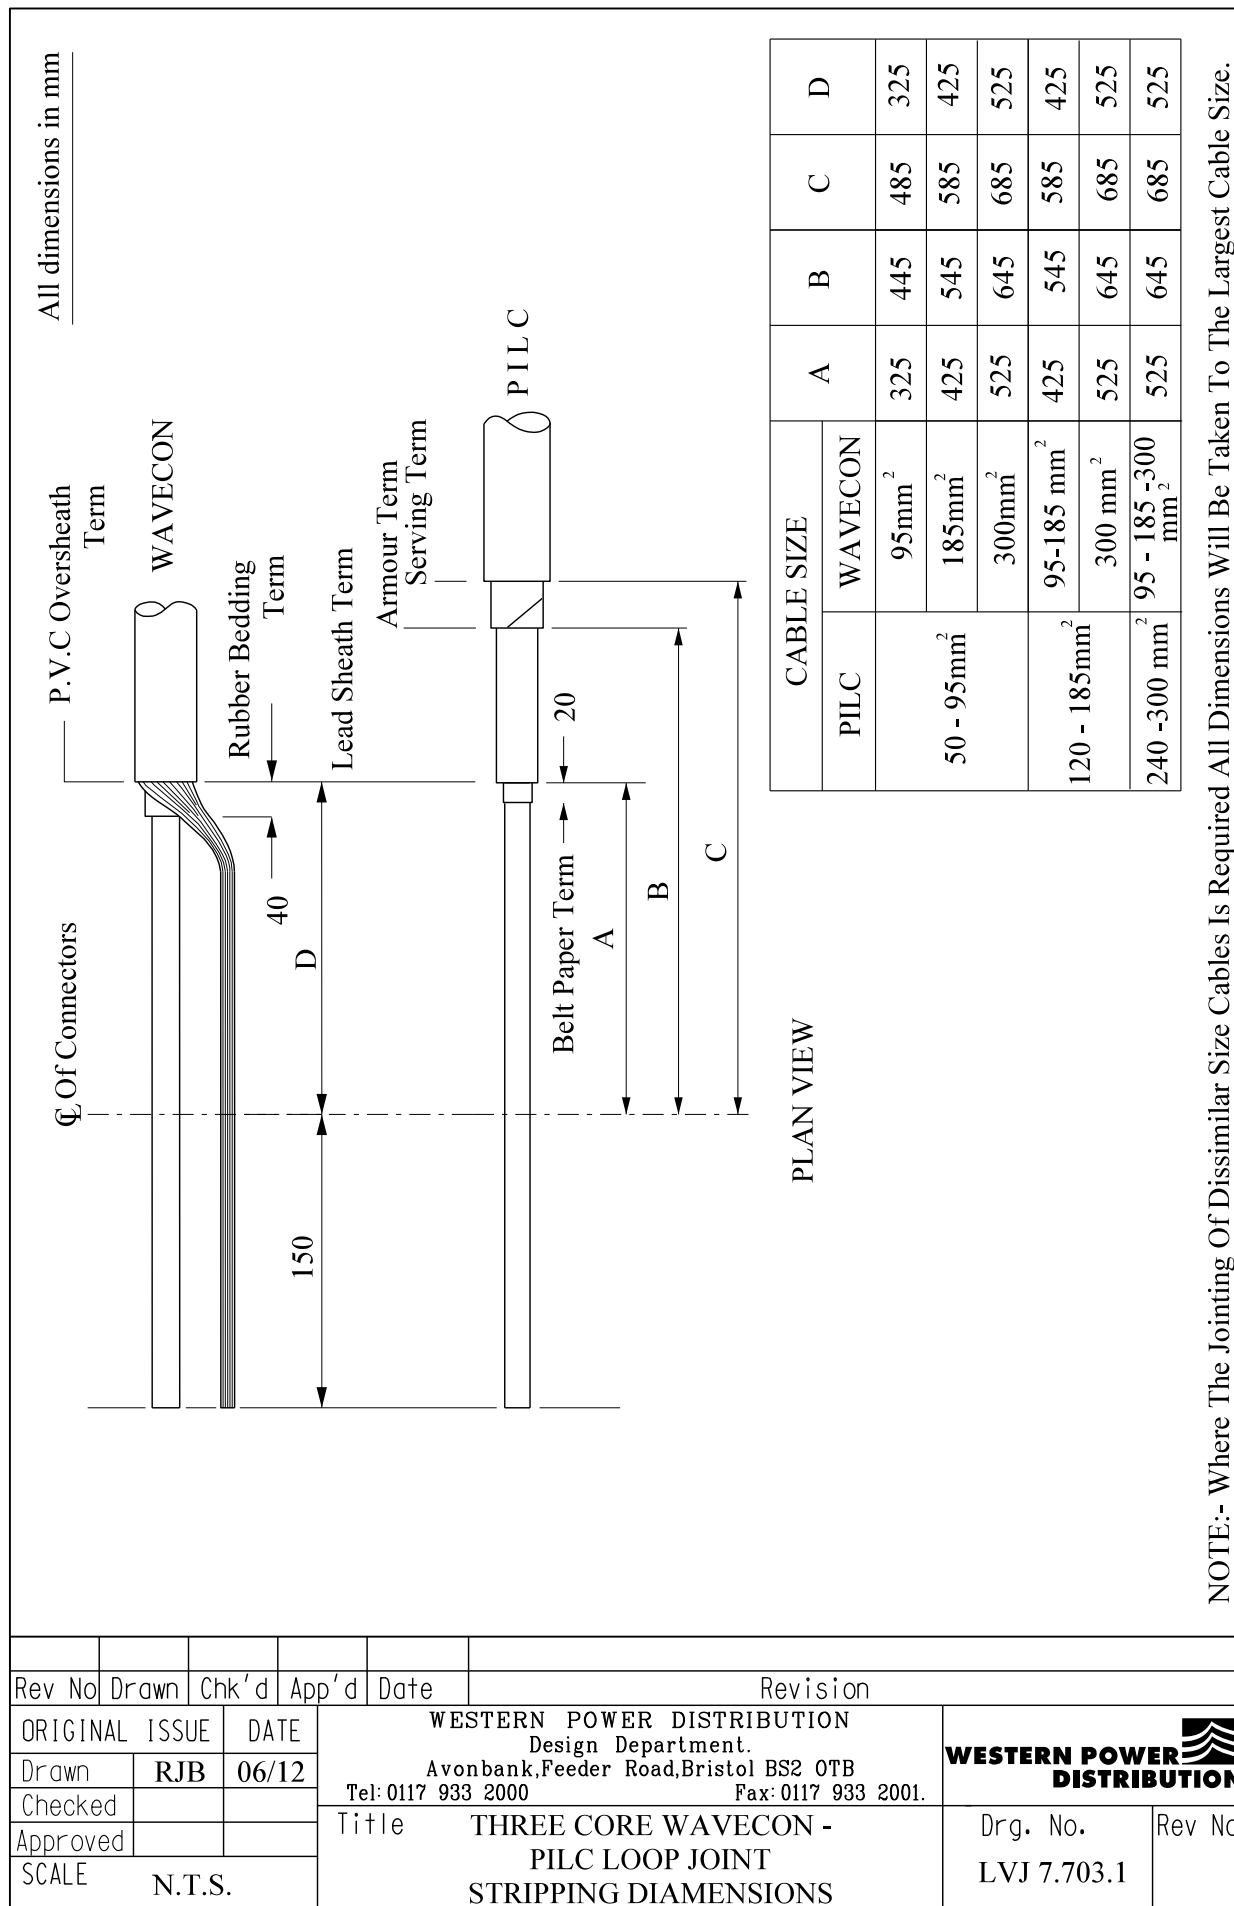 All dimensions in mm
℄ Of Connectors
P.V.C Oversheath
Term
WAVECON
Rubber Bedding
Term
40
D
150
Lead Sheath Term
Armour Term
Serving Term
P I L C
20
Belt Paper Term
A
B
C
PLAN VIEW
CABLE SIZE A B C D
PILC WAVECON
50 - 95mm² 95mm² 325 445 485 325
185mm² 425 545 585 425
300mm² 525 645 685 525
120 - 185mm² 95-185 mm² 425 545 585 425
300 mm² 525 645 685 525
240 -300 mm² 95 - 185 -300 525 645 685 525
mm²
NOTE:- Where The Jointing Of Dissimilar Size Cables Is Required All Dimensions Will Be Taken To The Largest Cable Size.
Rev No Drawn Chk'd App'd Date Revision
ORIGINAL ISSUE DATE
Drawn RJB 06/12
Checked
Approved
SCALE N.T.S.
WESTERN POWER DISTRIBUTION
Design Department.
Avonbank,Feeder Road,Bristol BS2 0TB
Tel: 0117 933 2000 Fax: 0117 933 2001.
Title THREE CORE WAVECON -
PILC LOOP JOINT
STRIPPING DIAMENSIONS
WESTERN POWER
DISTRIBUTION
Drg. No.
LVJ 7.703.1
Rev No